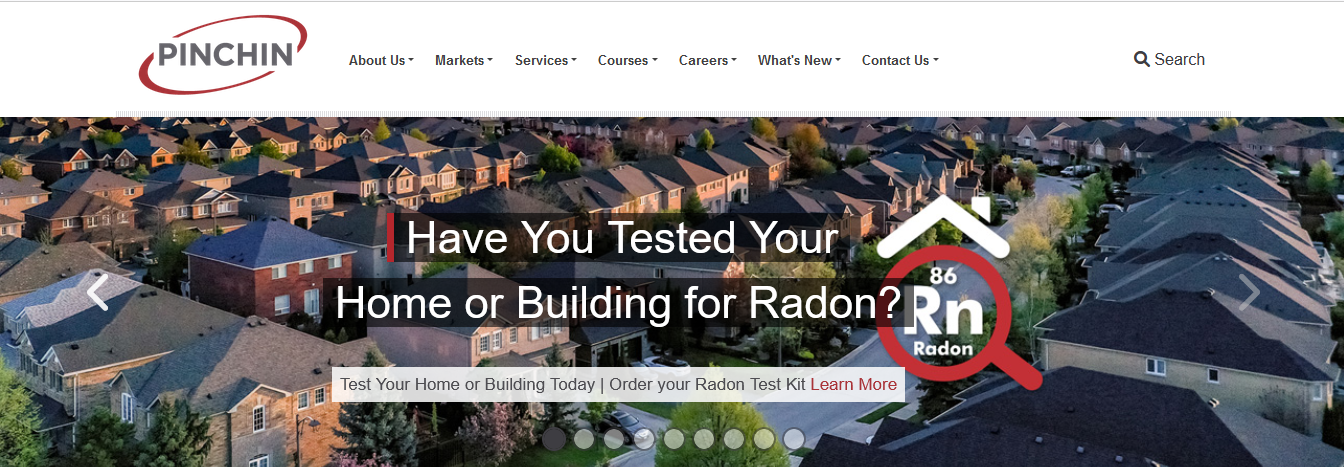 PINCHIN
About Us Markets Services Courses Careers What's New Contact Us Search
Have You Tested Your
Home or Building for Radon?
86
Rn
Radon
Test Your Home or Building Today | Order your Radon Test Kit Learn More